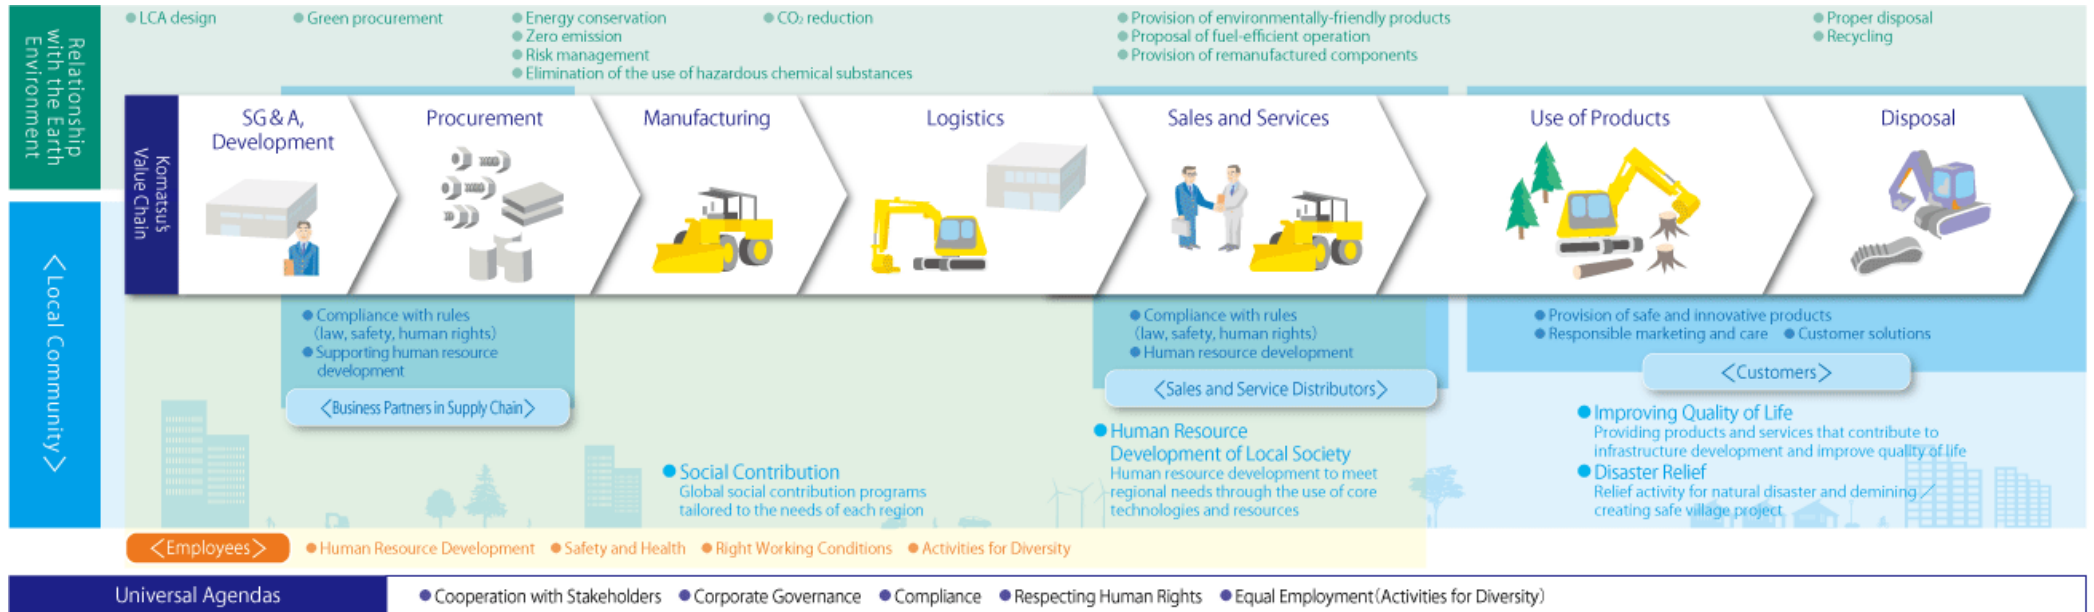 Relationship
with the Earth
Environment
● LCA design
● Green procurement
● Energy conservation
● Zero emission
● Risk management
● Elimination of the use of hazardous chemical substances
● CO₂ reduction
● Provision of environmentally-friendly products
● Proposal of fuel-efficient operation
● Provision of remanufactured components
● Proper disposal
● Recycling
Komatsu's
Value Chain
SG & A,
Development
Procurement
Manufacturing
Logistics
Sales and Services
Use of Products
Disposal
<Local Community>
● Compliance with rules
(law, safety, human rights)
● Supporting human resource
development
<Business Partners in Supply Chain>
● Compliance with rules
(law, safety, human rights)
● Human resource development
<Sales and Service Distributors>
● Provision of safe and innovative products
● Responsible marketing and care ● Customer solutions
<Customers>
● Social Contribution
Global social contribution programs
tailored to the needs of each region
● Human Resource
Development of Local Society
Human resource development to meet
regional needs through the use of core
technologies and resources
● Improving Quality of Life
Providing products and services that contribute to
infrastructure development and improve quality of life
● Disaster Relief
Relief activity for natural disaster and demining／
creating safe village project
<Employees> ● Human Resource Development ● Safety and Health ● Right Working Conditions ● Activities for Diversity
Universal Agendas ● Cooperation with Stakeholders ● Corporate Governance ● Compliance ● Respecting Human Rights ● Equal Employment(Activities for Diversity)